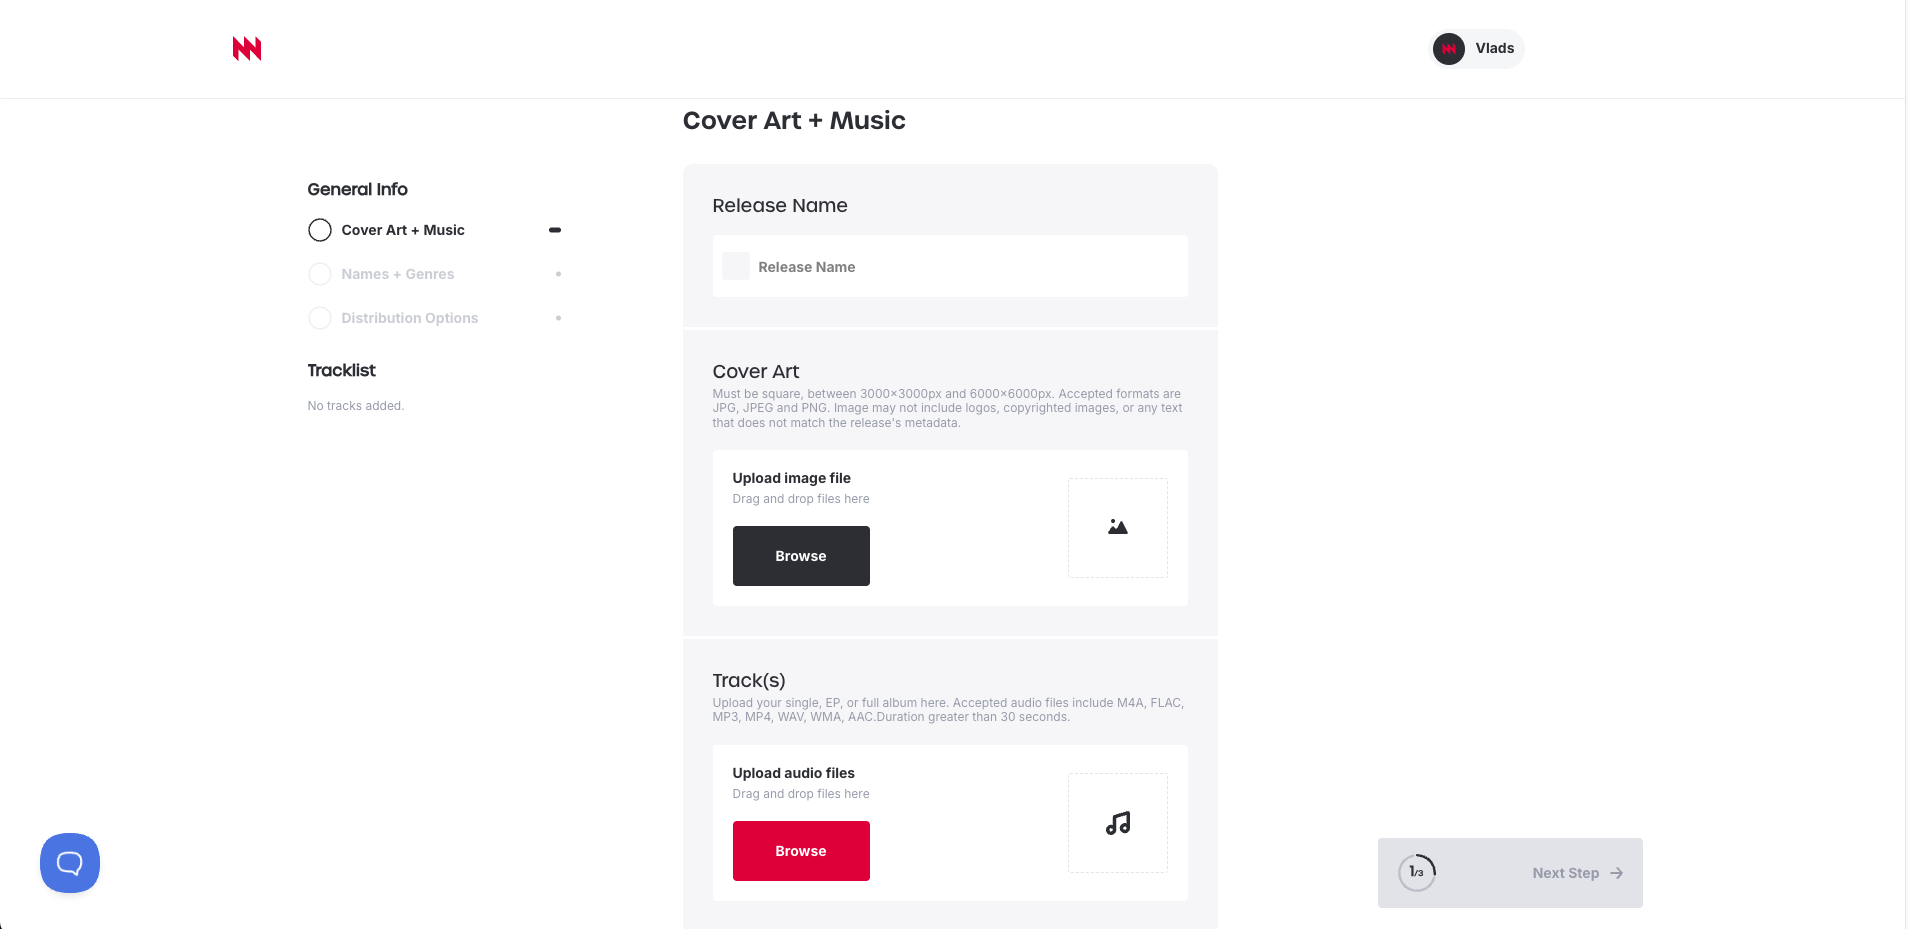 Vlads
Cover Art + Music
General Info
Cover Art + Music
Names + Genres
Distribution Options
Tracklist
No tracks added.
Release Name
Release Name
Cover Art
Must be square, between 3000x3000px and 6000x6000px. Accepted formats are
JPG, JPEG and PNG. Image may not include logos, copyrighted images, or any text
that does not match the release's metadata.
Upload image file
Drag and drop files here
Browse
Track(s)
Upload your single, EP, or full album here. Accepted audio files include M4A, FLAC,
MP3, MP4, WAV, WMA, AAC.Duration greater than 30 seconds.
Upload audio files
Drag and drop files here
Browse
1/3
Next Step